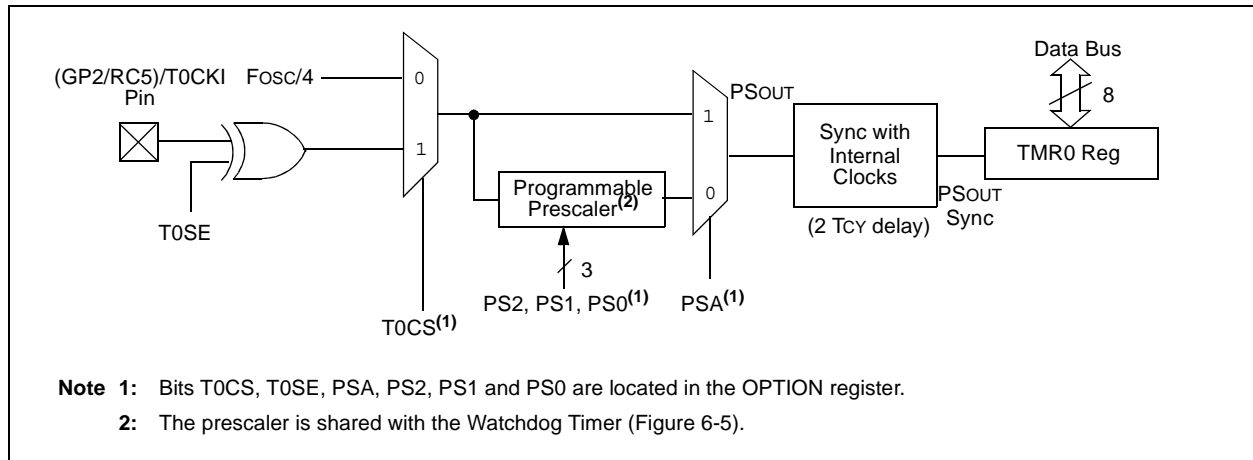 Data Bus
(GP2/RC5)/T0CKI
Pin
FOSC/4
0
1
T0SE
T0CS(1)
Programmable
Prescaler(2)
3
PS2, PS1, PS0(1)
1
0
PSA(1)
PSOUT
Sync with
Internal
Clocks
(2 TCY delay)
PSOUT
Sync
8
TMR0 Reg
Note 1: Bits T0CS, T0SE, PSA, PS2, PS1 and PS0 are located in the OPTION register.
2: The prescaler is shared with the Watchdog Timer (Figure 6-5).